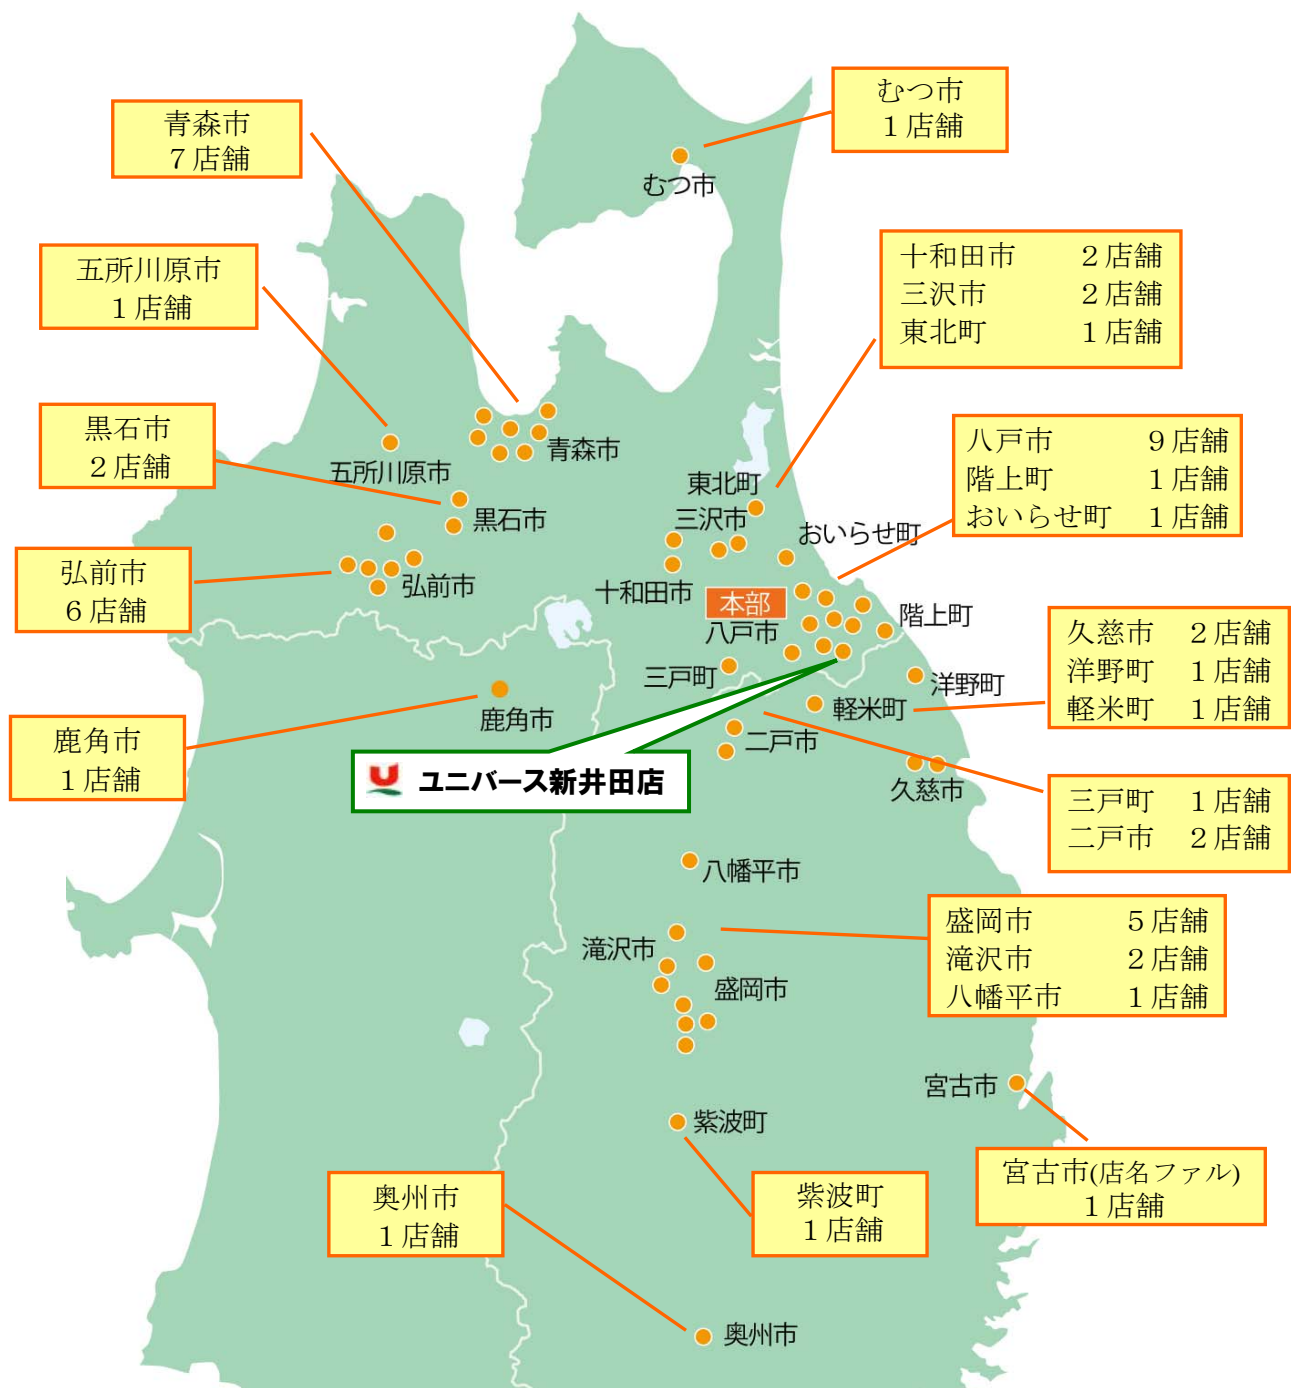 むつ市
１店舗
青森市
７店舗
むつ市
十和田市 ２店舗
三沢市 ２店舗
東北町 １店舗
五所川原市
１店舗
黒石市
２店舗
青森市
五所川原市
八戸市 ９店舗
階上町 １店舗
おいらせ町 １店舗
東北町
三沢市
黒石市
おいらせ町
弘前市
６店舗
弘前市
十和田市
本部
八戸市
階上町
久慈市 ２店舗
洋野町 １店舗
軽米町 １店舗
三戸町
洋野町
鹿角市
軽米町
鹿角市
１店舗
二戸市
ユニバース新井田店
久慈市
三戸町 １店舗
二戸市 ２店舗
八幡平市
盛岡市 ５店舗
滝沢市 ２店舗
八幡平市 １店舗
滝沢市
盛岡市
宮古市
紫波町
宮古市(店名ファル)
１店舗
奥州市
１店舗
紫波町
１店舗
奥州市